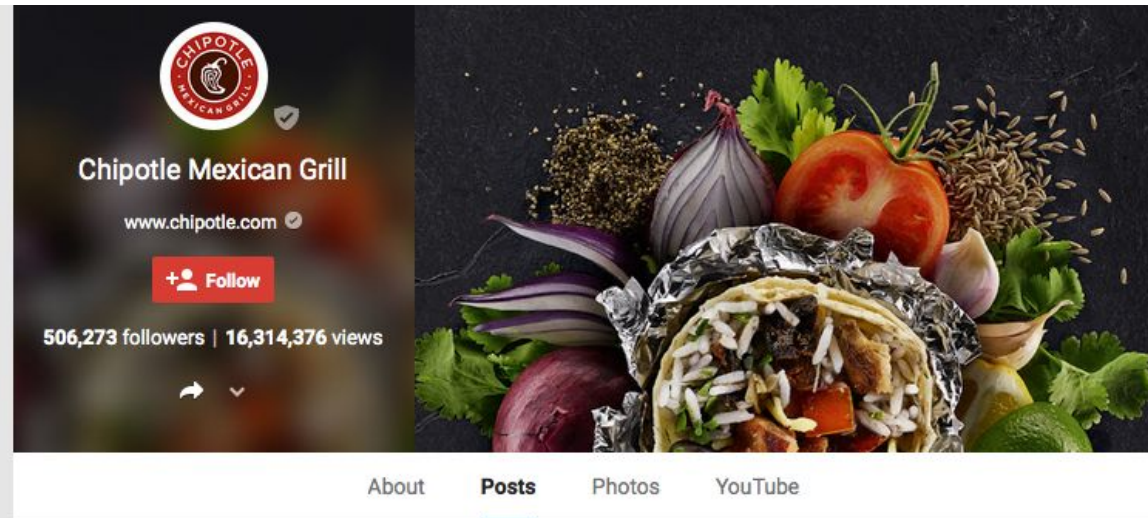 CHIPOTLE
MEXICAN GRILL
Chipotle Mexican Grill
www.chipotle.com
Follow
506,273 followers | 16,314,376 views
About Posts Photos YouTube